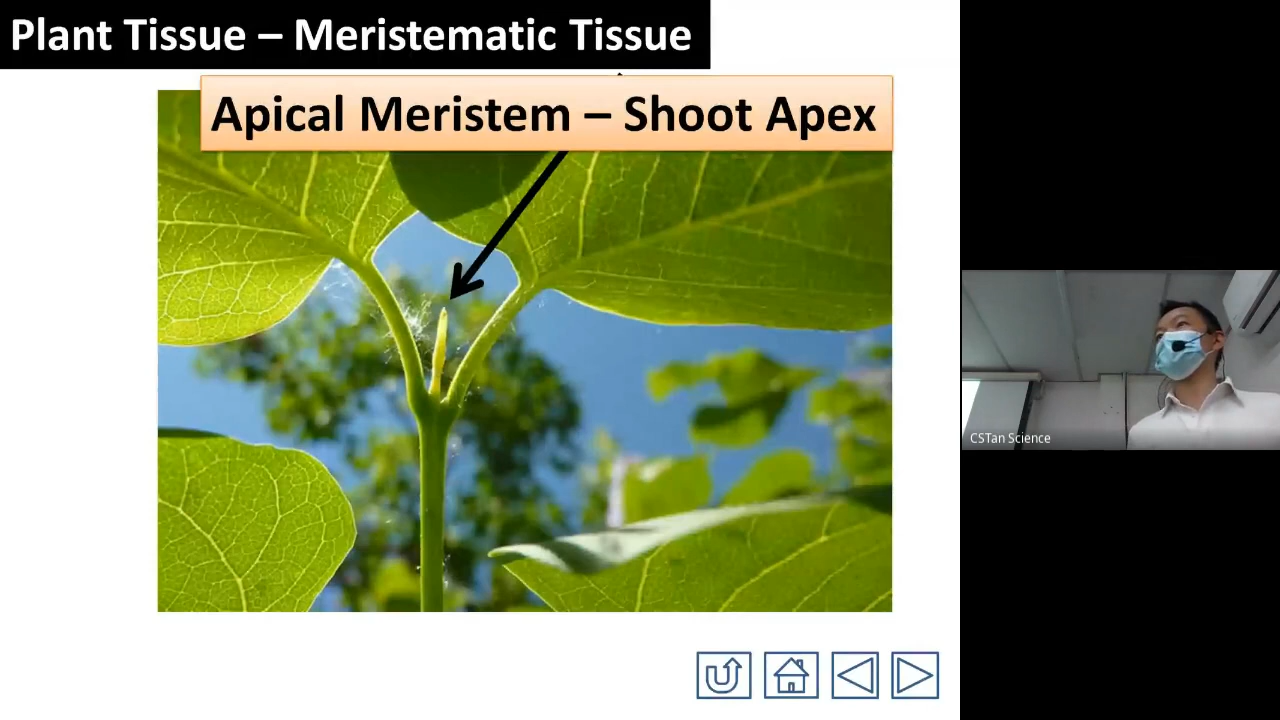 Plant Tissue – Meristematic Tissue
Apical Meristem – Shoot Apex
CSTan Science